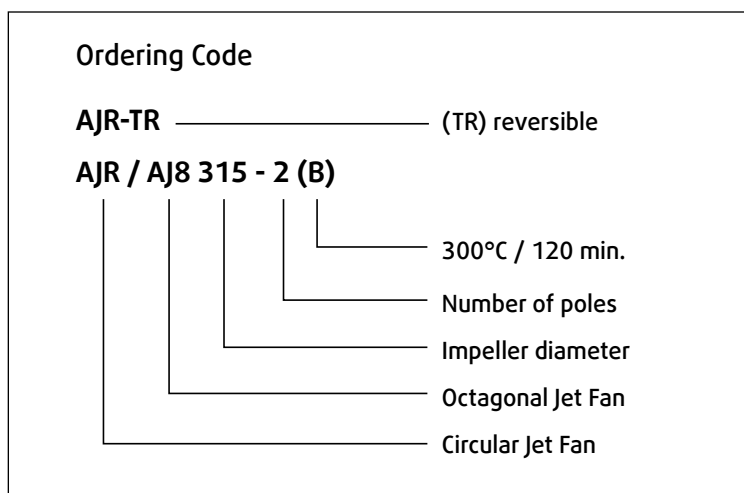 Ordering Code
AJR-TR (TR) reversible
AJR / AJ8 315 - 2 (B)
300°C / 120 min.
Number of poles
Impeller diameter
Octagonal Jet Fan
Circular Jet Fan